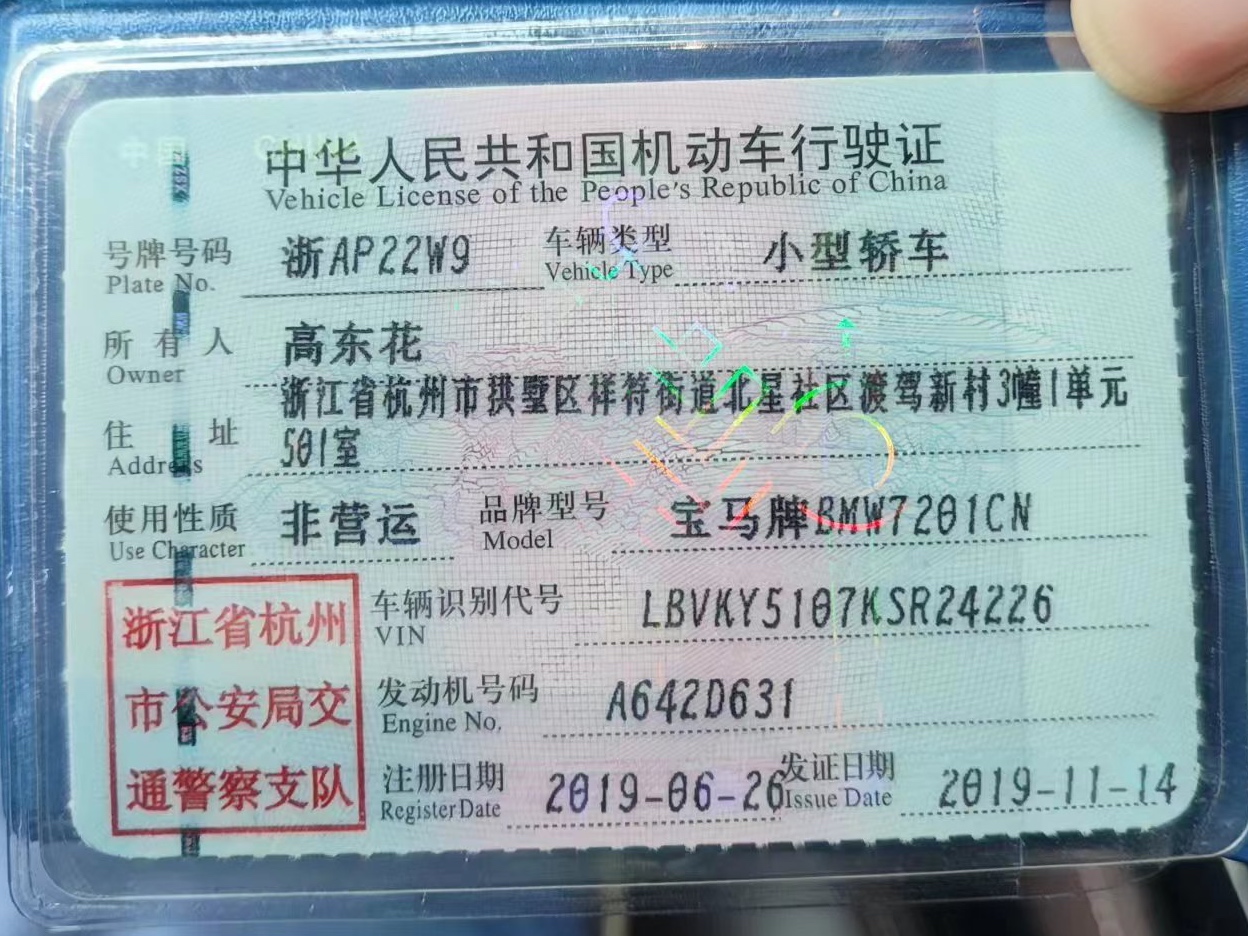 中国 CHINA
中华人民共和国机动车行驶证
Vehicle License of the People's Republic of China
号牌号码 浙AP22W9 车辆类型 小型轿车
Plate No. Vehicle Type
所有人 高东花
Owner
住址 浙江省杭州市拱墅区祥符街道北星社区渡驾新村3幢1单元
Address 501室
使用性质 非营运 品牌型号 宝马牌BMW7201CN
Use Character Model
浙江省杭州
市公安局交
通警察支队
车辆识别代号 LBVKY5107KSR24226
VIN
发动机号码 A642D631
Engine No.
注册日期 2019-06-26 发证日期 2019-11-14
Register Date Issue Date